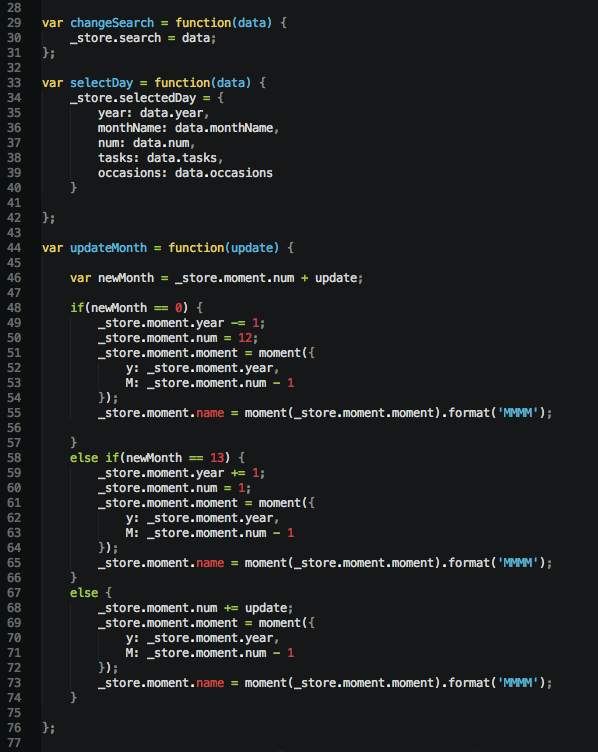 28
29 var changeSearch = function(data) {
30     _store.search = data;
31 };
32
33 var selectDay = function(data) {
34     _store.selectedDay = {
35         year: data.year,
36         monthName: data.monthName,
37         num: data.num,
38         tasks: data.tasks,
39         occasions: data.occasions
40     }
41
42 };
43
44 var updateMonth = function(update) {
45
46     var newMonth = _store.moment.num + update;
47
48     if(newMonth == 0) {
49         _store.moment.year -= 1;
50         _store.moment.num = 12;
51         _store.moment.moment = moment({
52             y: _store.moment.year,
53             M: _store.moment.num - 1
54         });
55         _store.moment.name = moment(_store.moment.moment).format('MMMM');
56
57     }
58     else if(newMonth == 13) {
59         _store.moment.year += 1;
60         _store.moment.num = 1;
61         _store.moment.moment = moment({
62             y: _store.moment.year,
63             M: _store.moment.num - 1
64         });
65         _store.moment.name = moment(_store.moment.moment).format('MMMM');
66     }
67     else {
68         _store.moment.num += update;
69         _store.moment.moment = moment({
70             y: _store.moment.year,
71             M: _store.moment.num - 1
72         });
73         _store.moment.name = moment(_store.moment.moment).format('MMMM');
74     }
75
76 };
77